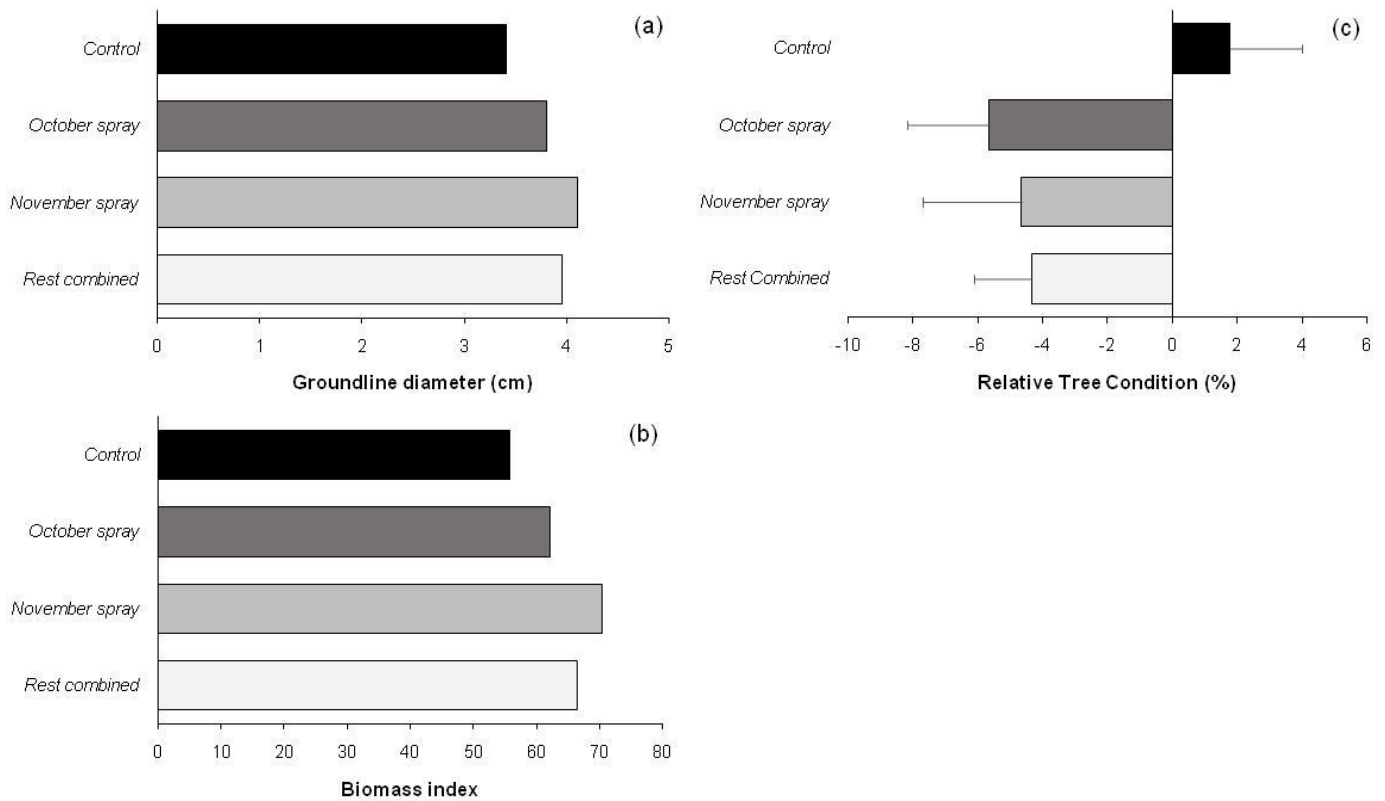 (a)
Control
October spray
November spray
Rest combined
0 1 2 3 4 5
Groundline diameter (cm)
(c)
Control
October spray
November spray
Rest Combined
-10 -8 -6 -4 -2 0 2 4 6
Relative Tree Condition (%)
(b)
Control
October spray
November spray
Rest combined
0 10 20 30 40 50 60 70 80
Biomass index